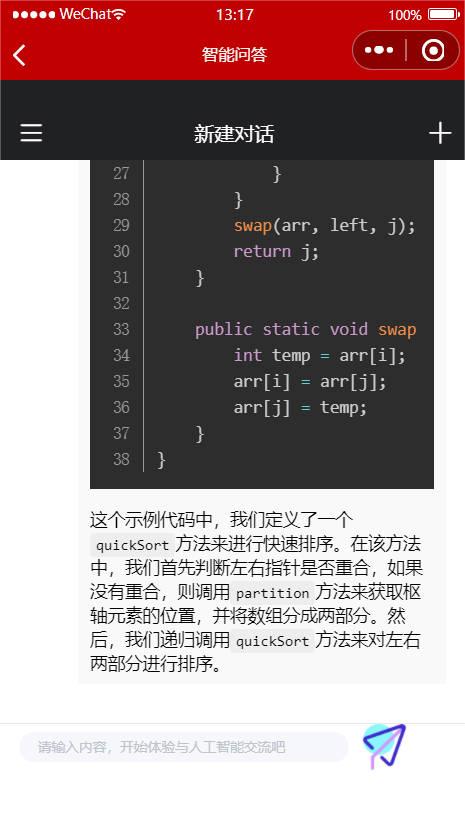 WeChat 13:17 100%
智能问答
新建对话
27 }
28 }
29 swap(arr, left, j);
30 return j;
31 }
32
33 public static void swap
34 int temp = arr[i];
35 arr[i] = arr[j];
36 arr[j] = temp;
37 }
38 }
这个示例代码中，我们定义了一个
quickSort 方法来进行快速排序。在该方法
中，我们首先判断左右指针是否重合，如果
没有重合，则调用 partition 方法来获取枢
轴元素的位置，并将数组分成两部分。然
后，我们递归调用 quickSort 方法来对左右
两部分进行排序。
请输入内容，开始体验与人工智能交流吧